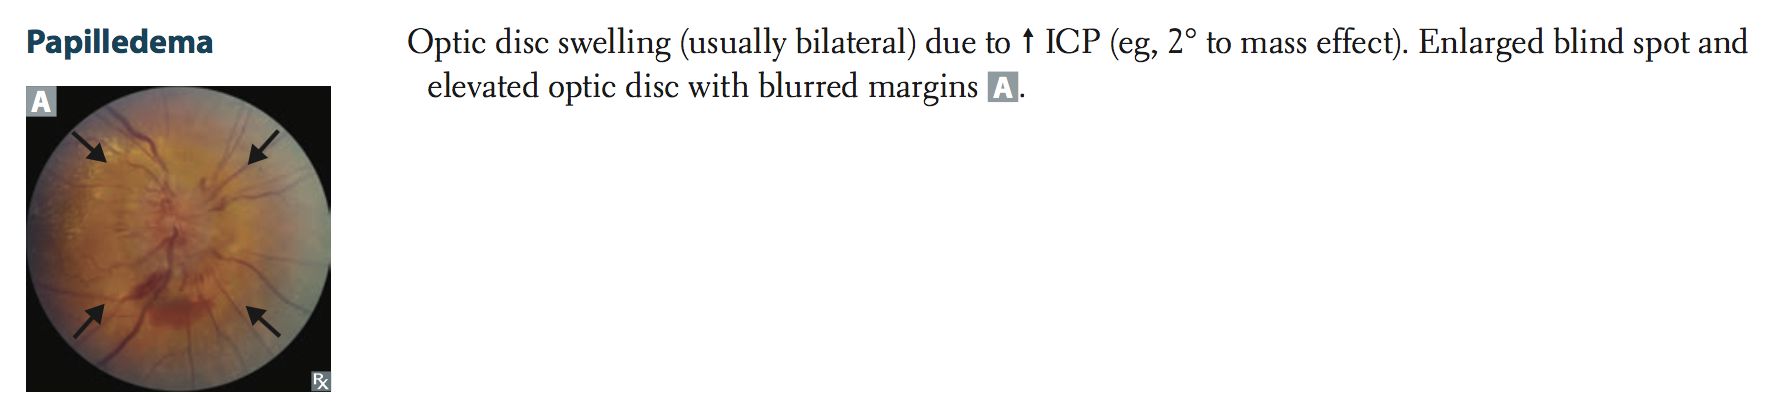 Papilledema
Optic disc swelling (usually bilateral) due to ↑ ICP (eg, 2° to mass effect). Enlarged blind spot and
elevated optic disc with blurred margins A.
A
Rx